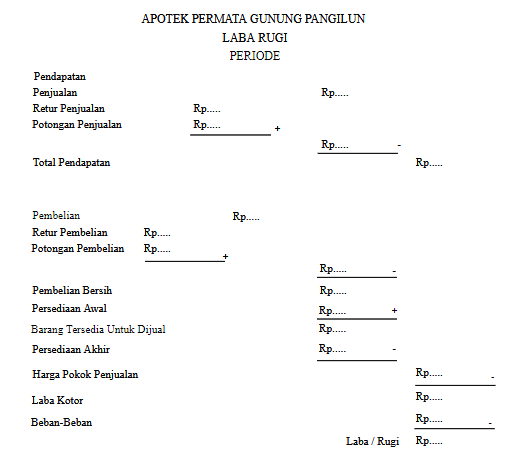 APOTEK PERMATA GUNUNG PANGILUN
LABA RUGI
PERIODE
Pendapatan
Penjualan Rp.....
Retur Penjualan Rp.....
Potongan Penjualan Rp..... +
Rp..... -
Total Pendapatan Rp.....
Pembelian Rp.....
Retur Pembelian Rp.....
Potongan Pembelian Rp..... +
Rp..... -
Pembelian Bersih Rp.....
Persediaan Awal Rp..... +
Barang Tersedia Untuk Dijual Rp.....
Persediaan Akhir Rp..... -
Harga Pokok Penjualan Rp..... -
Laba Kotor Rp.....
Beban-Beban Rp..... -
Laba / Rugi Rp.....